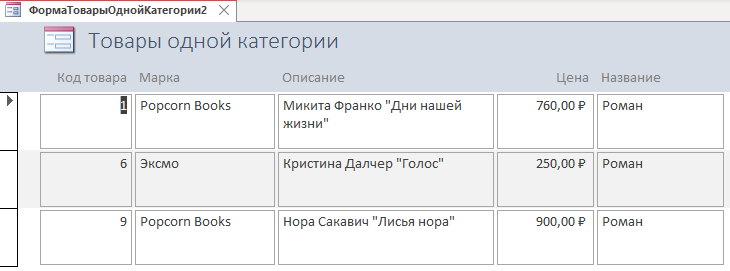 ФормаТоварыОднойКатегории2
Товары одной категории
Код товара Марка Описание Цена Название
1 Popcorn Books Микита Франко "Дни нашей жизни" 760,00 ₽ Роман
6 Эксмо Кристина Далчер "Голос" 250,00 ₽ Роман
9 Popcorn Books Нора Сакавич "Лисья нора" 900,00 ₽ Роман